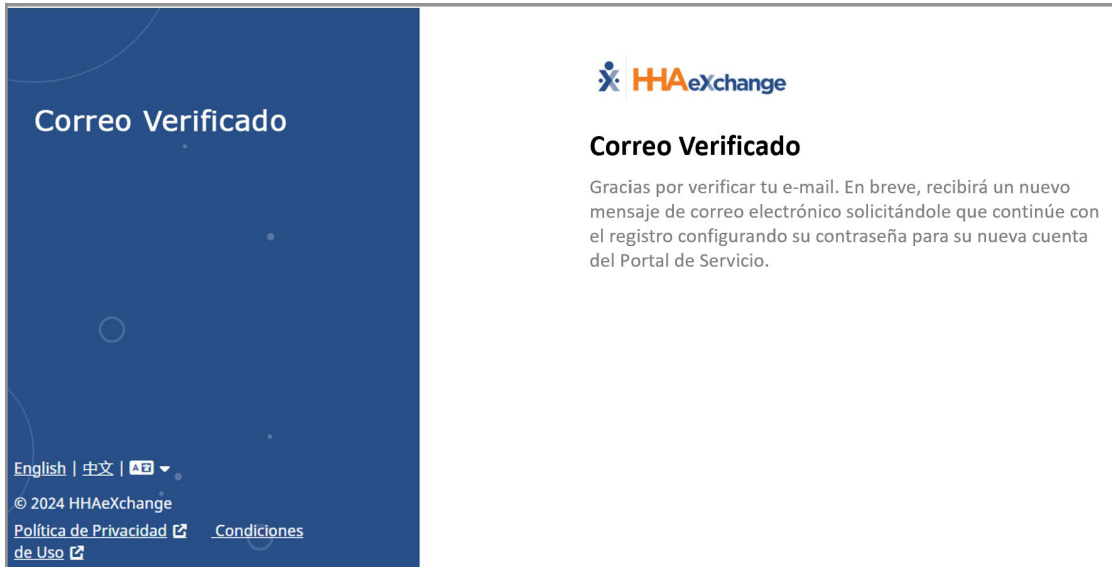 Correo Verificado
English | 中文 |
© 2024 HHAeXchange
Política de Privacidad Condiciones
de Uso
HHAeXchange
Correo Verificado
Gracias por verificar tu e-mail. En breve, recibirá un nuevo
mensaje de correo electrónico solicitándole que continúe con
el registro configurando su contraseña para su nueva cuenta
del Portal de Servicio.